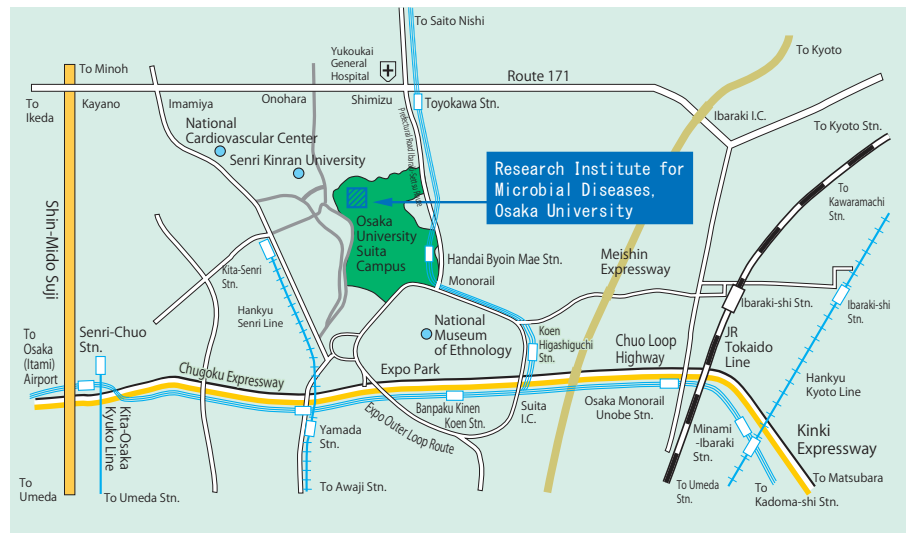 To Saito Nishi
Yukoukai
General
Hospital
To Kyoto
To Minoh
Route 171
To
Ikeda
Kayano
Imamiya
Onohara
Shimizu
Toyokawa Stn.
Ibaraki I.C.
To Kyoto Stn.
National
Cardiovascular Center
Senri Kinran University
Research Institute for
Microbial Diseases,
Osaka University
To
Kawaramachi
Stn.
Shin-Mido Suji
Osaka
University
Suita
Campus
Handai Byoin Mae Stn.
Monorail
Meishin
Expressway
Kita-Senri
Stn.
Hankyu
Senri Line
Ibaraki-shi Stn.
Ibaraki-shi
Stn.
To
Osaka
(Itami)
Airport
Senri-Chuo
Stn.
National
Museum
of Ethnology
Koen
Higashiguchi
Stn.
Chuo Loop
Highway
JR
Tokaido
Line
Chugoku Expressway
Expo Park
Hankyu
Kyoto Line
Kita-Osaka
Kyuko Line
Yamada
Stn.
Expo Outer Loop Route
Banpaku Kinen
Koen Stn.
Suita
I.C.
Osaka Monorail
Unobe Stn.
Minami
-Ibaraki
Stn.
Kinki
Expressway
To
Umeda
To Umeda Stn.
To Awaji Stn.
To Umeda
Stn.
To
Kadoma-shi Stn.
To Matsubara